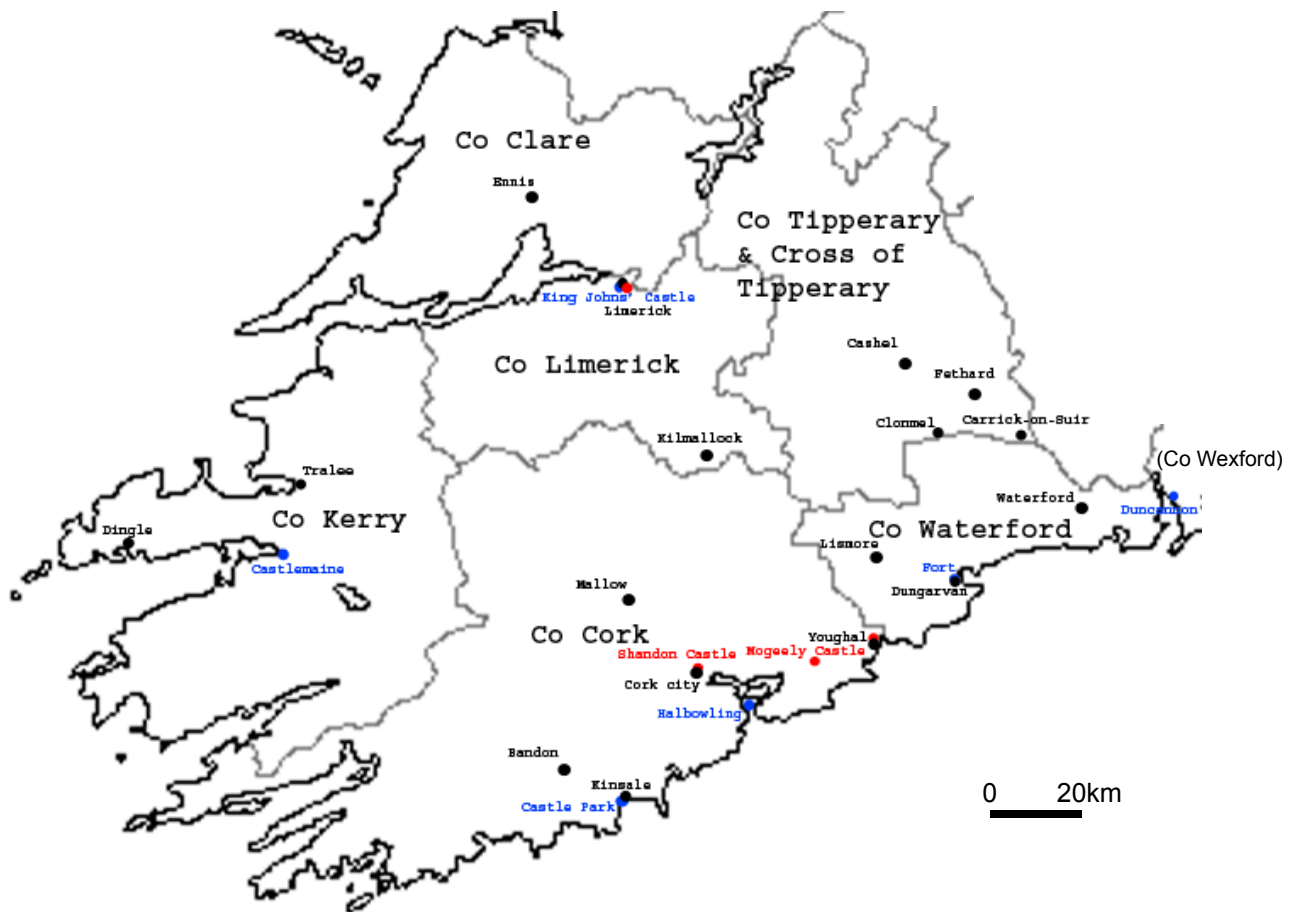 Co Clare
Ennis
Co Tipperary
& Cross of
Tipperary
King Johns' Castle
Limerick
Cashel
Co Limerick
Fethard
Clonmel
Carrick-on-Suir
Kilmallock
(Co Wexford)
Tralee
Waterford
Duncannon
Co Kerry
Co Waterford
Dingle
Lismore
Castlemaine
Fort
Mallow
Dungarvan
Co Cork
Youghal
Shandon Castle
Mogeely Castle
Cork city
Halbowling
Bandon
Kinsale
Castle Park
0 20km